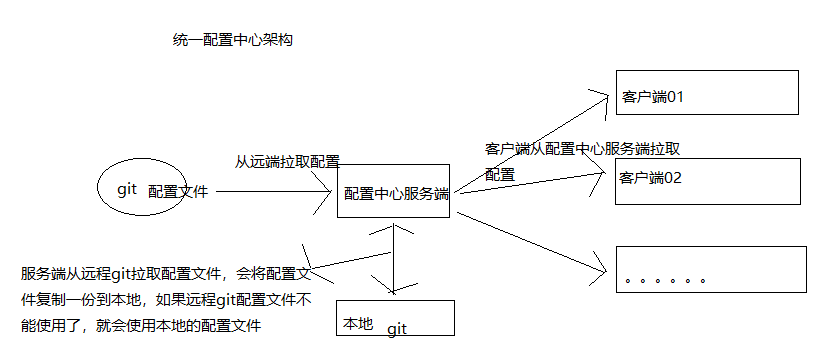 统一配置中心架构
客户端01
从远端拉取配置
客户端从配置中心服务端拉取
配置
git 配置文件
配置中心服务端
客户端02
服务端从远程git拉取配置文件，会将配置文
件复制一份到本地，如果远程git配置文件不
能使用了，就会使用本地的配置文件
。。。。。。
本地 git